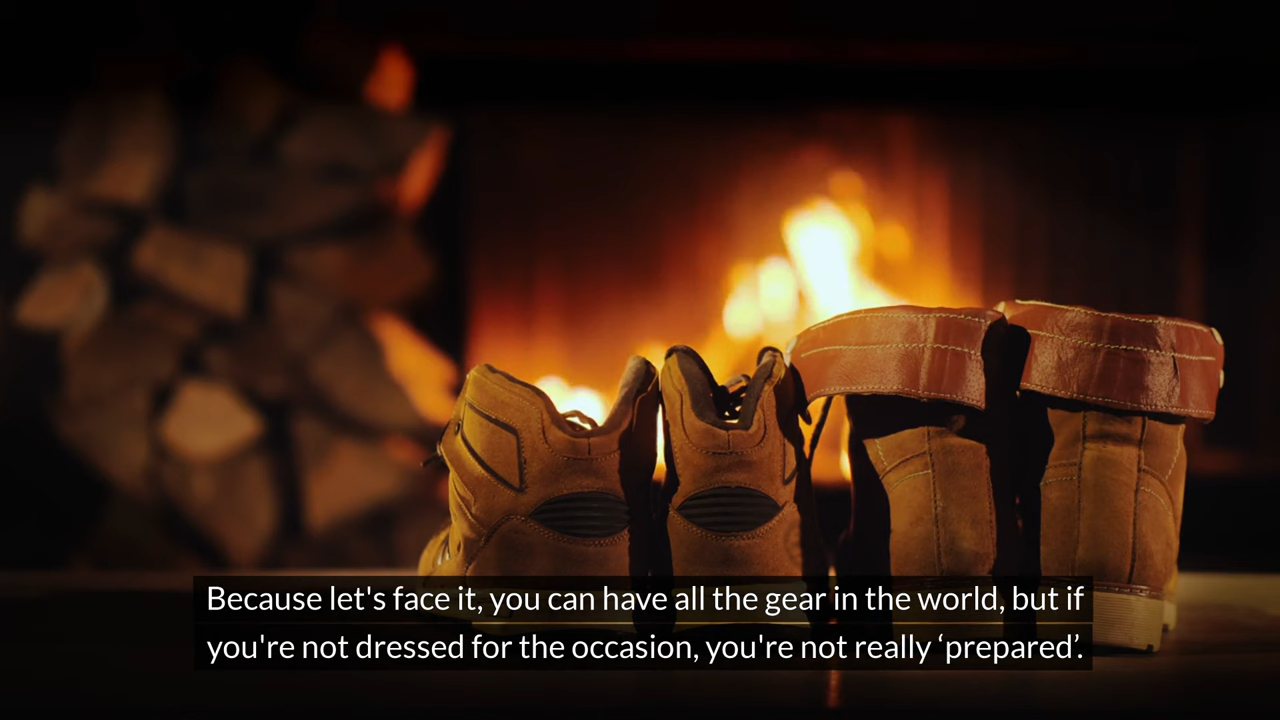 Because let's face it, you can have all the gear in the world, but if
you're not dressed for the occasion, you're not really ‘prepared’.